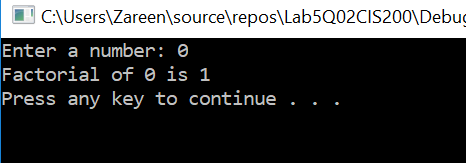 C:\Users\Zareen\source\repos\Lab5Q02CIS200\Debug
Enter a number: 0
Factorial of 0 is 1
Press any key to continue . . .